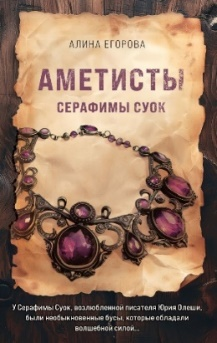 АЛИНА ЕГОРОВА
АМЕТИСТЫ
СЕРАФИМЫ СУОК
У Серафимы Суок, возлюбленной писателя Юрия Олеши,
были необыкновенные бусы, которые обладали
волшебной силой...